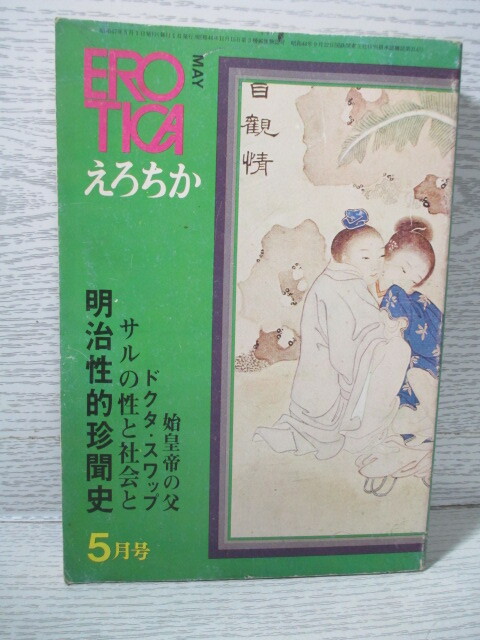 MAY
EROTICA
えろちか
自觀情
始皇帝の父
ドクタ・スワップ
サルの性と社会と
明治性的珍聞史
5月号